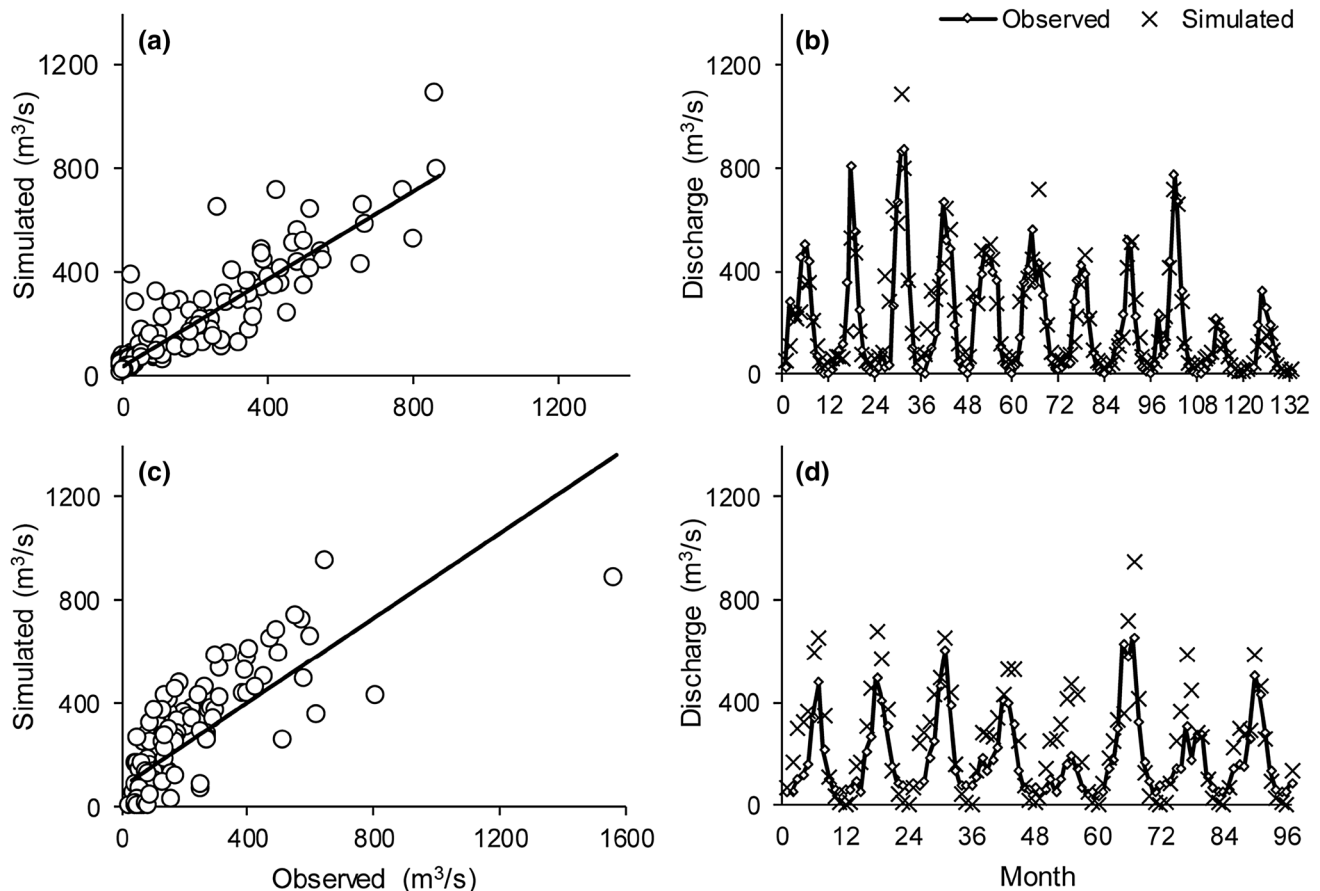 (a)
Simulated (m³/s)
1200
800
400
0
0 400 800 1200
(b)
Observed Simulated
Discharge (m³/s)
1200
800
400
0
0 12 24 36 48 60 72 84 96 108 120 132
(c)
Simulated (m³/s)
1200
800
400
0
0 400 800 1200 1600
Observed (m³/s)
(d)
Discharge (m³/s)
1200
800
400
0
0 12 24 36 48 60 72 84 96
Month